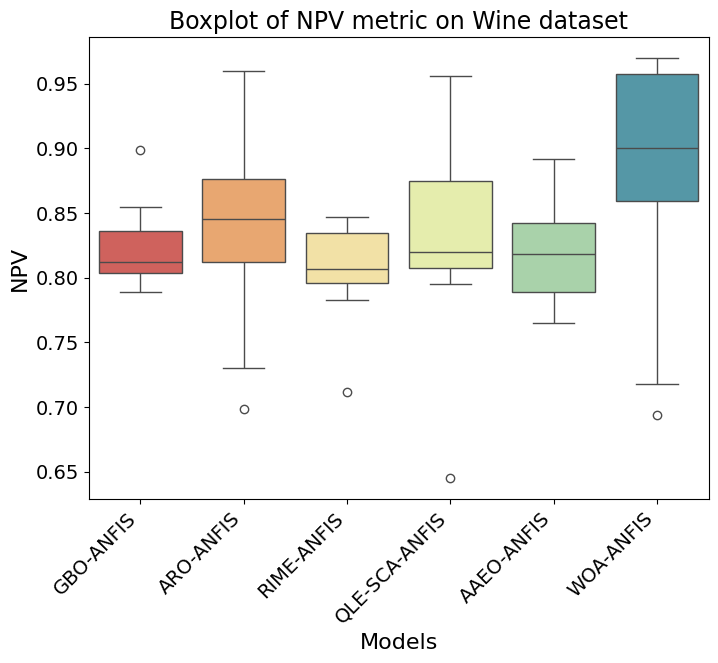 Boxplot of NPV metric on Wine dataset
NPV
0.95
0.90
0.85
0.80
0.75
0.70
0.65
GBO-ANFIS
ARO-ANFIS
RIME-ANFIS
QLE-SCA-ANFIS
AAEO-ANFIS
WOA-ANFIS
Models